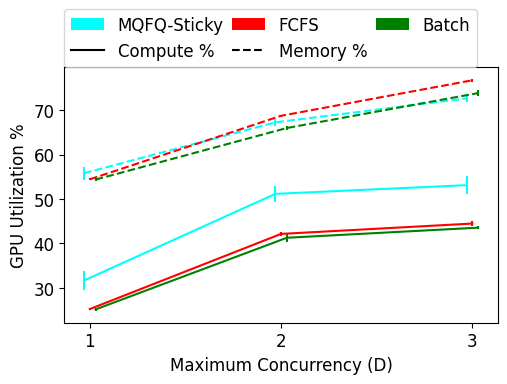 MQFQ-Sticky FCFS Batch
Compute % Memory %
GPU Utilization %
70
60
50
40
30
1 2 3
Maximum Concurrency (D)